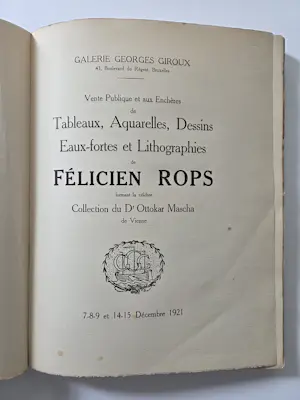 GALERIE GEORGES GIROUX
43, Boulevard du Régent, Bruxelles
Vente Publique et aux Enchères
de
Tableaux, Aquarelles, Dessins
Eaux-fortes et Lithographies
de
FÉLICIEN ROPS
formant la célèbre
Collection du Dr Ottokar Mascha
de Vienne
7-8-9 et 14-15 Décembre 1921